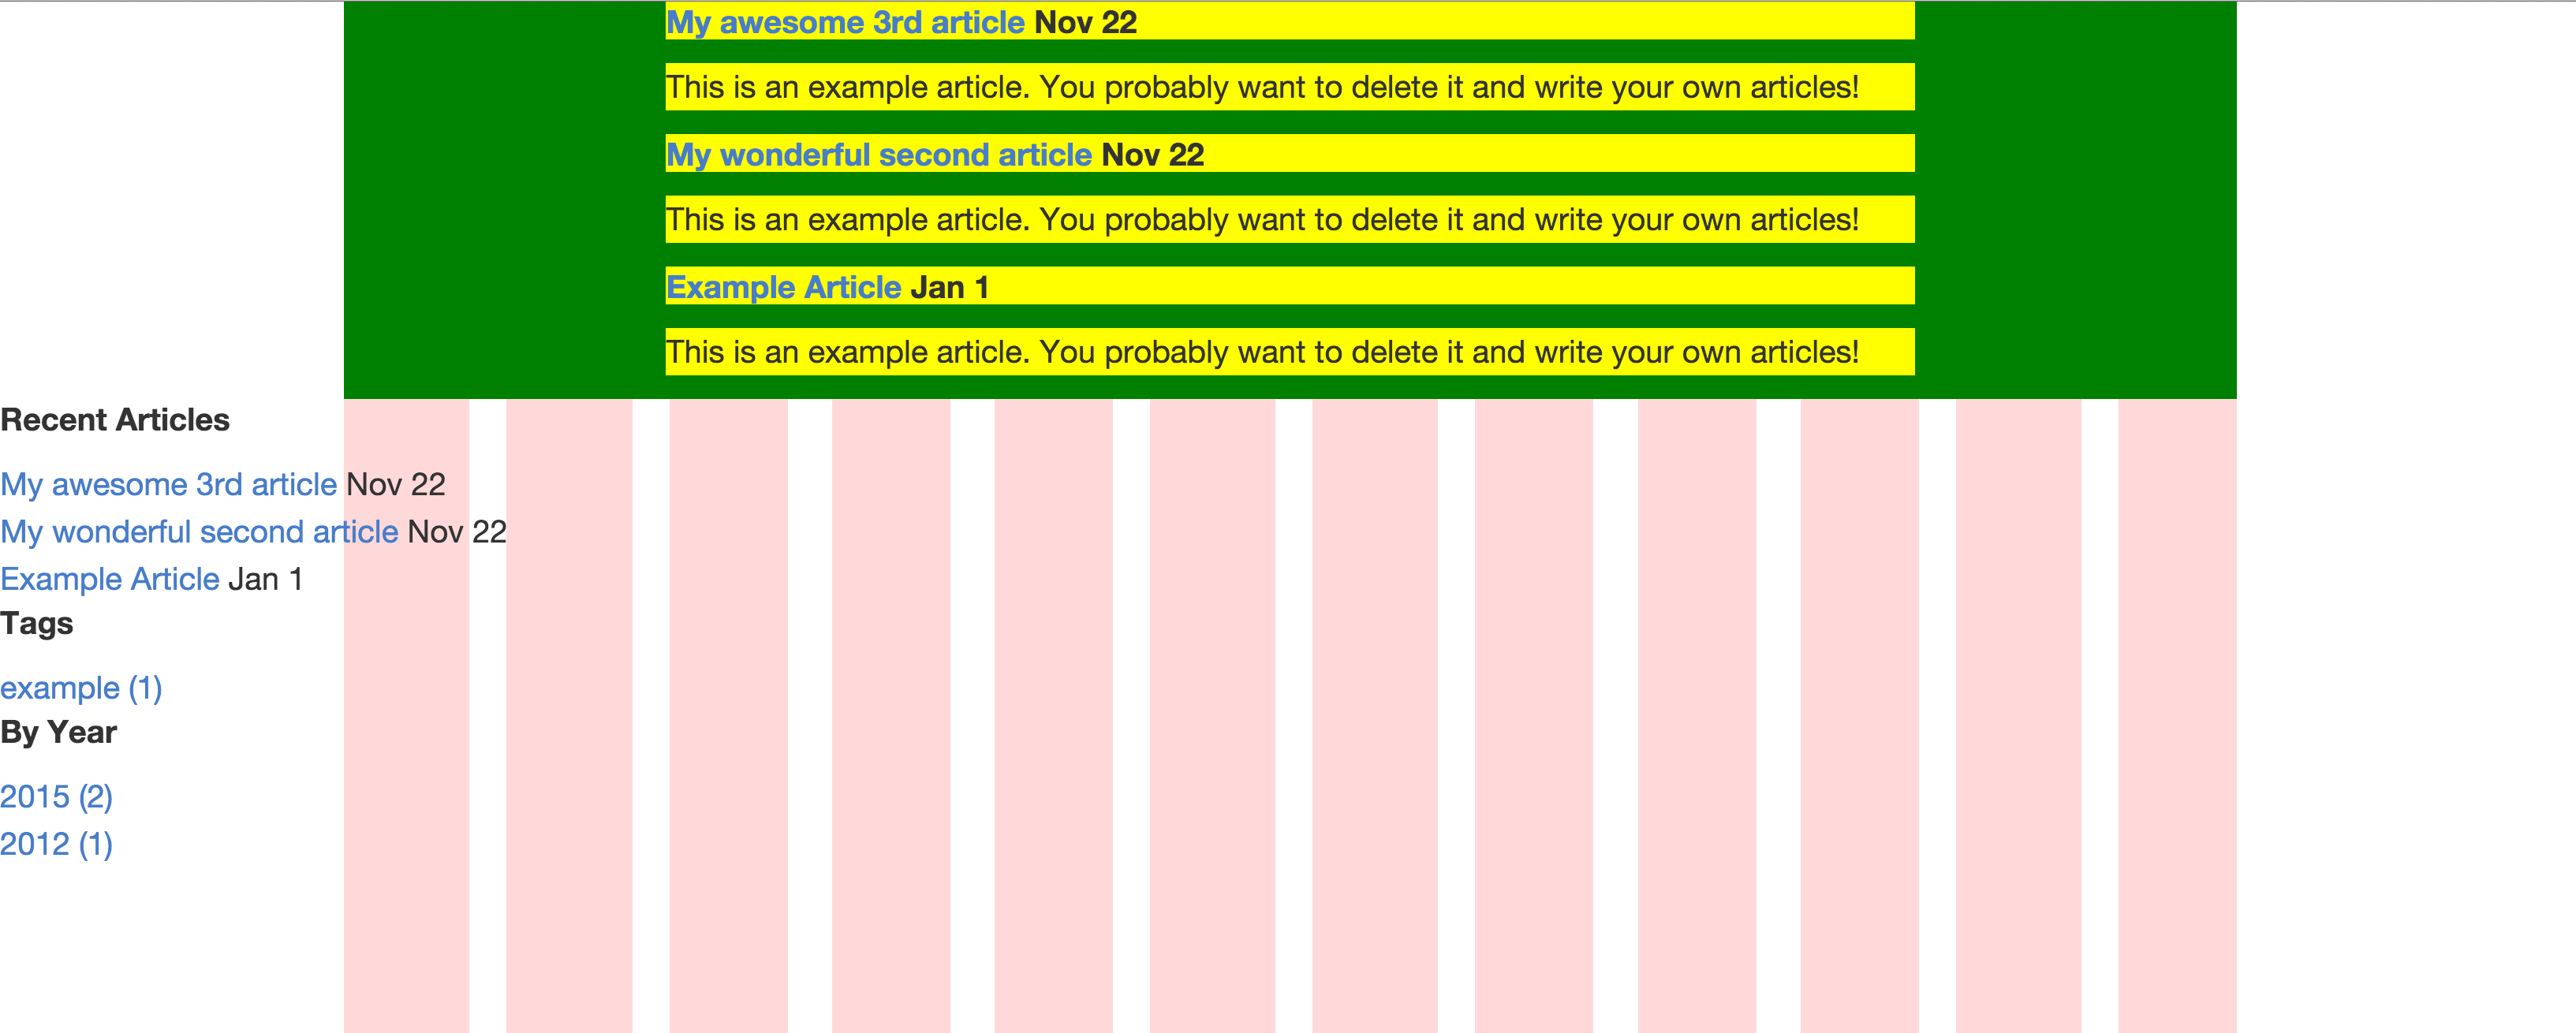 My awesome 3rd article Nov 22
This is an example article. You probably want to delete it and write your own articles!
My wonderful second article Nov 22
This is an example article. You probably want to delete it and write your own articles!
Example Article Jan 1
This is an example article. You probably want to delete it and write your own articles!
Recent Articles
My awesome 3rd article Nov 22
My wonderful second article Nov 22
Example Article Jan 1
Tags
example (1)
By Year
2015 (2)
2012 (1)